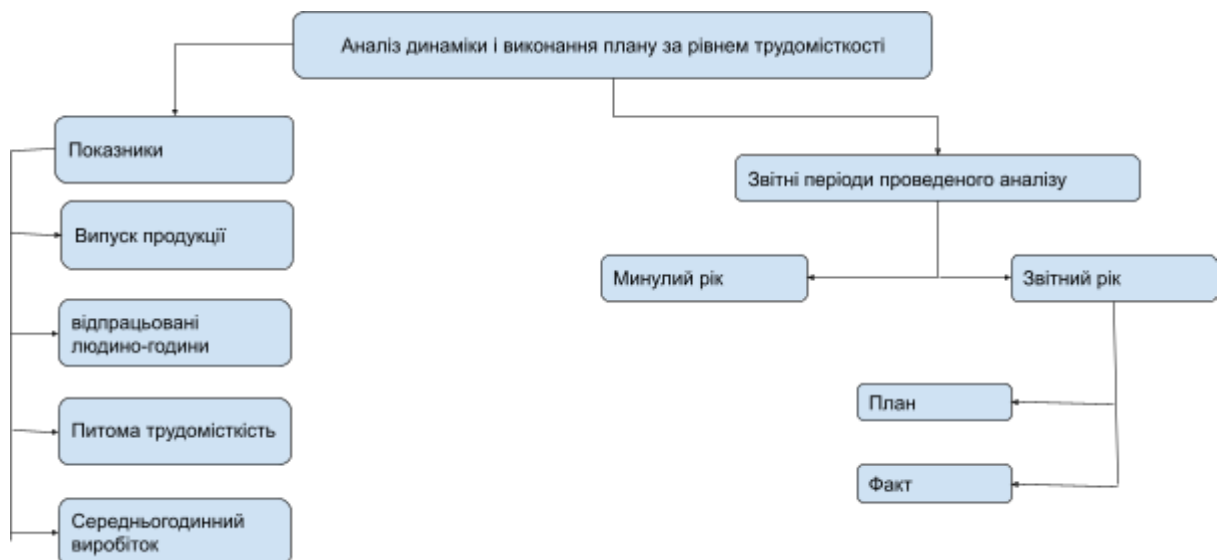 Аналіз динаміки і виконання плану за рівнем трудомісткості
Показники
Випуск продукції
відпрацьовані
людино-години
Питома трудомісткість
Середньогодинний
виробіток
Звітні періоди проведеного аналізу
Минулий рік
Звітний рік
План
Факт